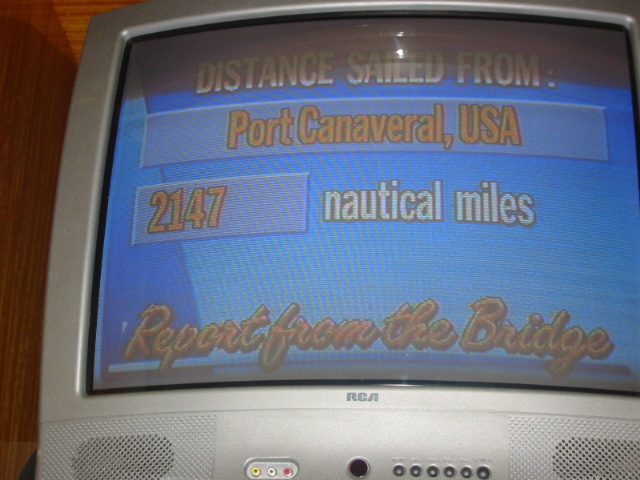 DISTANCE SAILED FROM:
Port Canaveral, USA
2147 nautical miles
Report from the Bridge
RCA